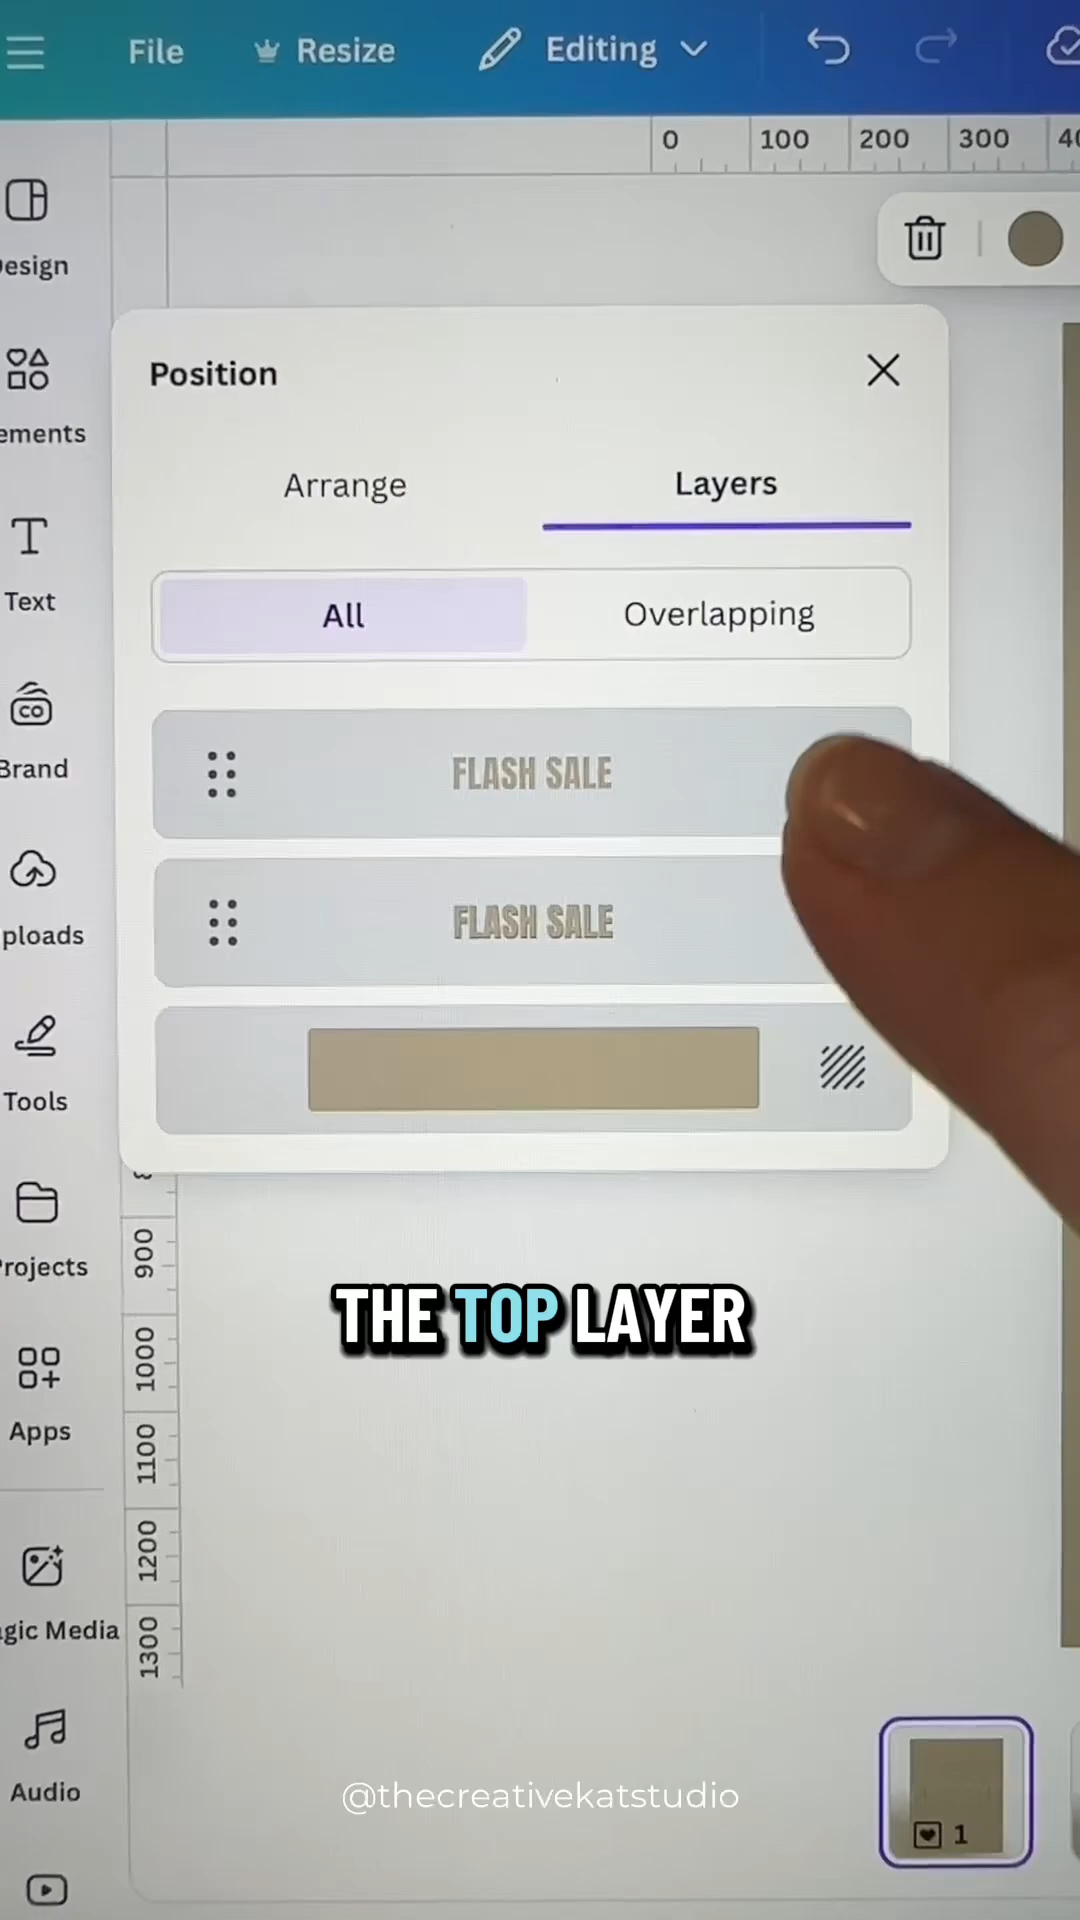 File Resize Editing
0 100 200 300
esign
Position
ements
Arrange Layers
Text
All Overlapping
CO
Brand
FLASH SALE
ploads
FLASH SALE
Tools
rojects
900
THE TOP LAYER
1000
Apps
1100
1200
gic Media
1300
Audio
@thecreativekatstudio
1